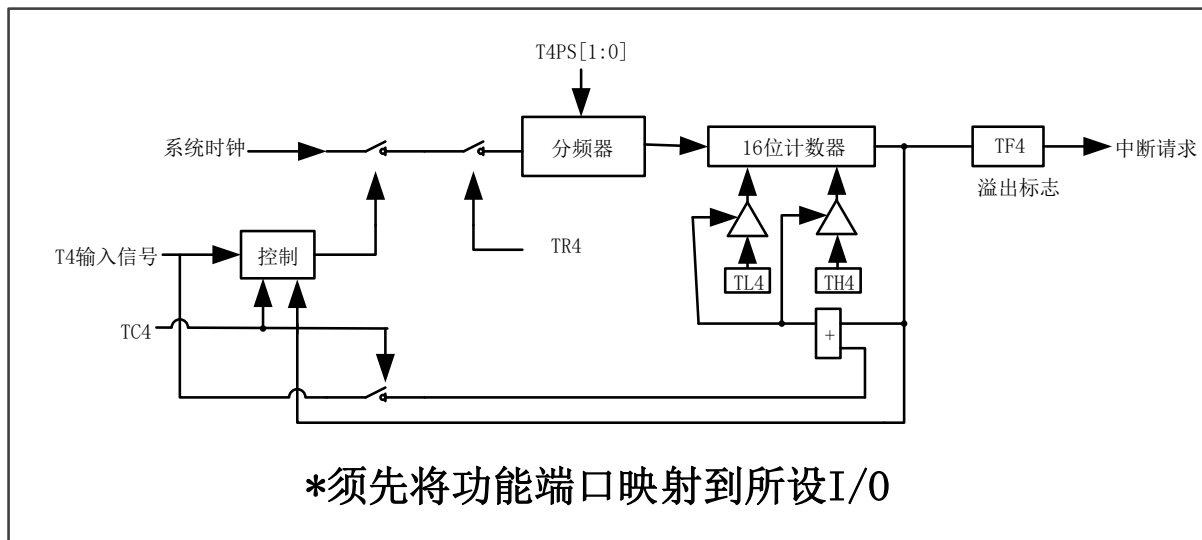 T4PS[1:0]
系统时钟
分频器
16位计数器
TF4
中断请求
溢出标志
T4输入信号
控制
TR4
TL4
TH4
TC4
+
*须先将功能端口映射到所设I/O